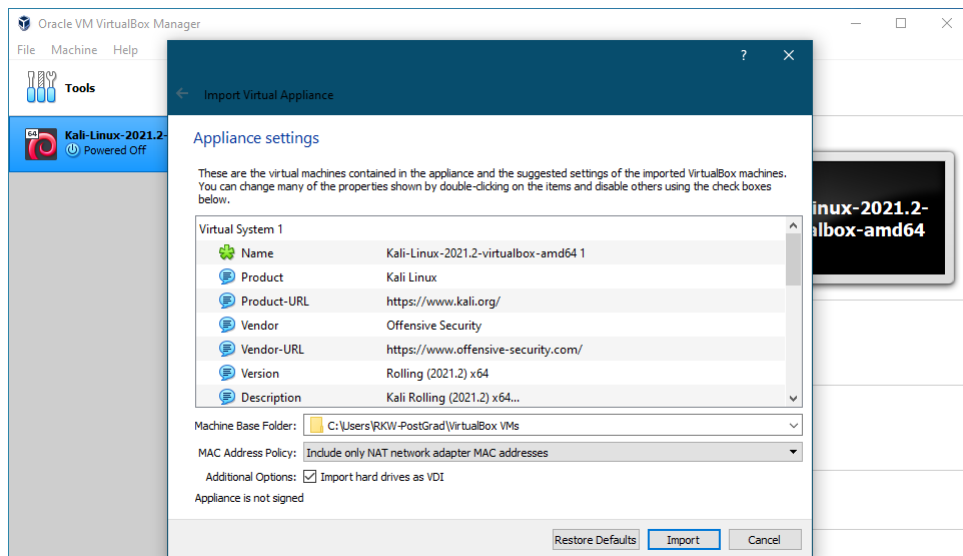 Oracle VM VirtualBox Manager
File Machine Help
Tools
64
Kali-Linux-2021.2-
Powered Off
?
Import Virtual Appliance
Appliance settings
These are the virtual machines contained in the appliance and the suggested settings of the imported VirtualBox machines.
You can change many of the properties shown by double-clicking on the items and disable others using the check boxes
below.
Virtual System 1
Name Kali-Linux-2021.2-virtualbox-amd64 1
Product Kali Linux
Product-URL https://www.kali.org/
Vendor Offensive Security
Vendor-URL https://www.offensive-security.com/
Version Rolling (2021.2) x64
Description Kali Rolling (2021.2) x64...
Machine Base Folder: C:\Users\RKW-PostGrad\VirtualBox VMs
MAC Address Policy: Include only NAT network adapter MAC addresses
Additional Options: Import hard drives as VDI
Appliance is not signed
Restore Defaults Import Cancel
inux-2021.2-
albox-amd64